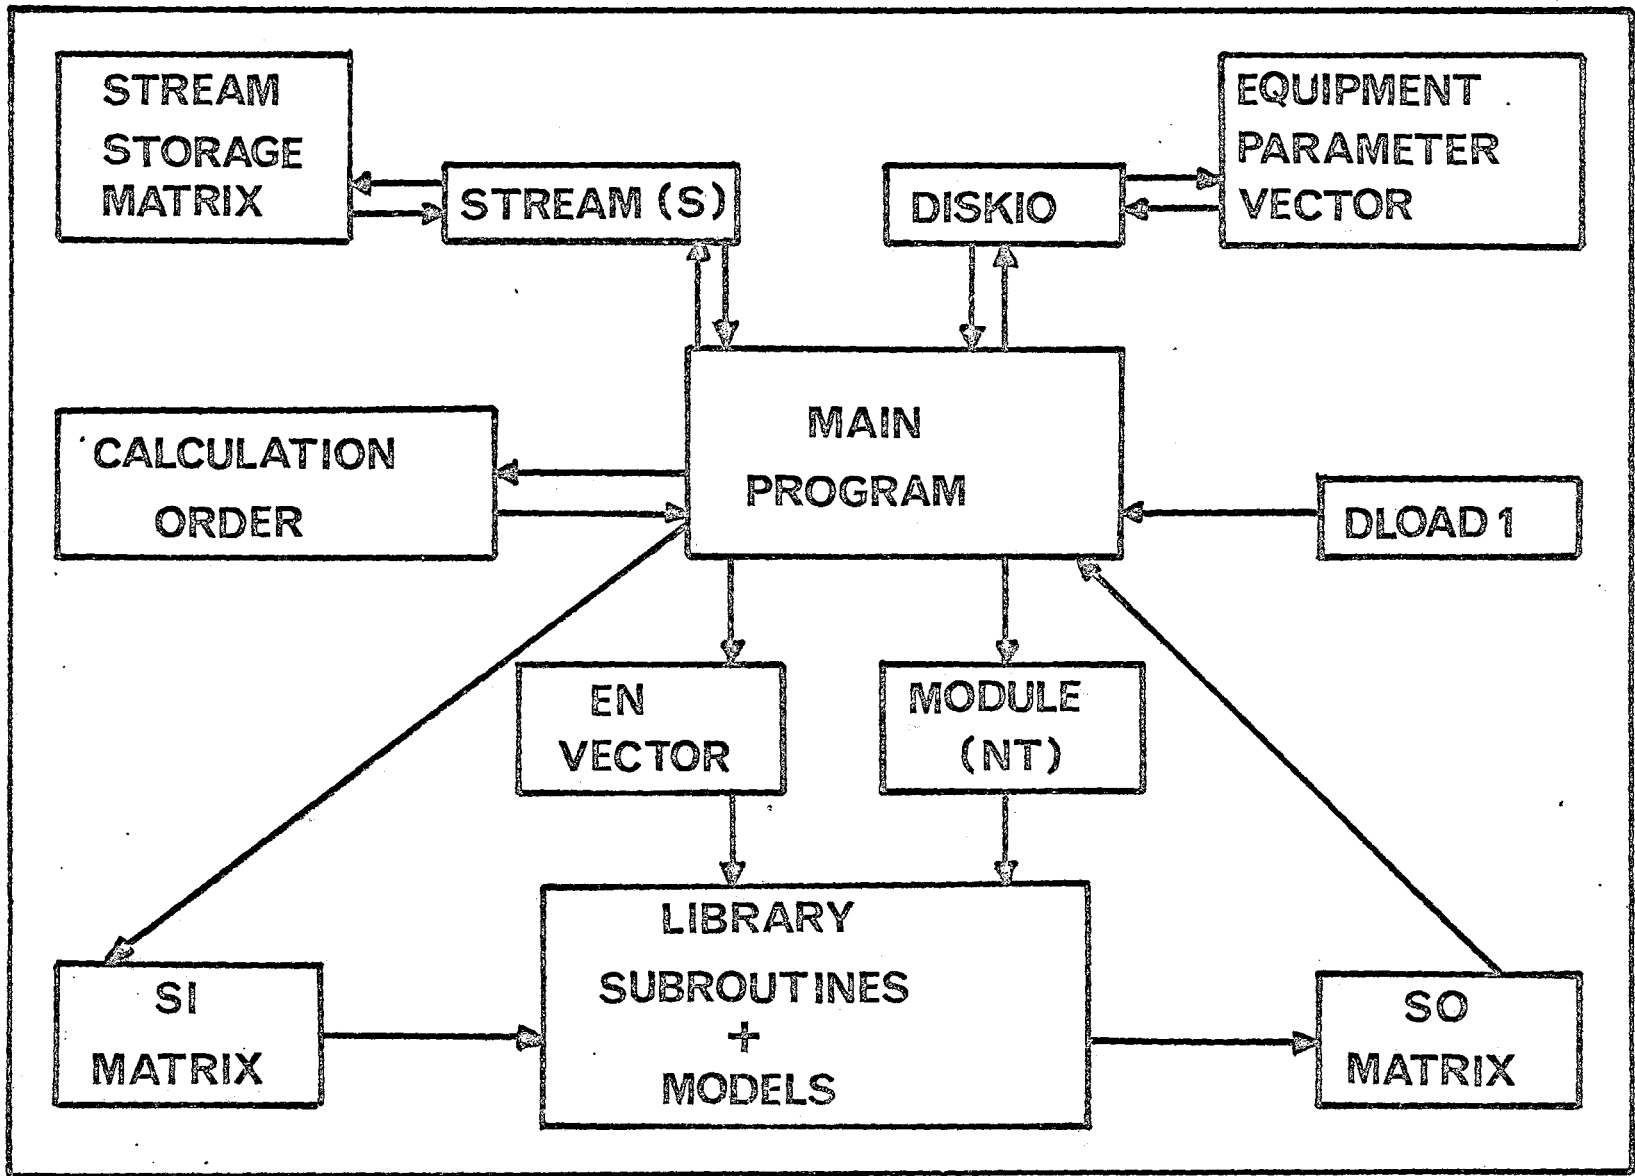 STREAM
STORAGE
MATRIX
STREAM (S)
DISKIO
EQUIPMENT
PARAMETER
VECTOR
MAIN
PROGRAM
CALCULATION
ORDER
DLOAD 1
EN
VECTOR
MODULE
(NT)
LIBRARY
SUBROUTINES
+
MODELS
SI
MATRIX
SO
MATRIX